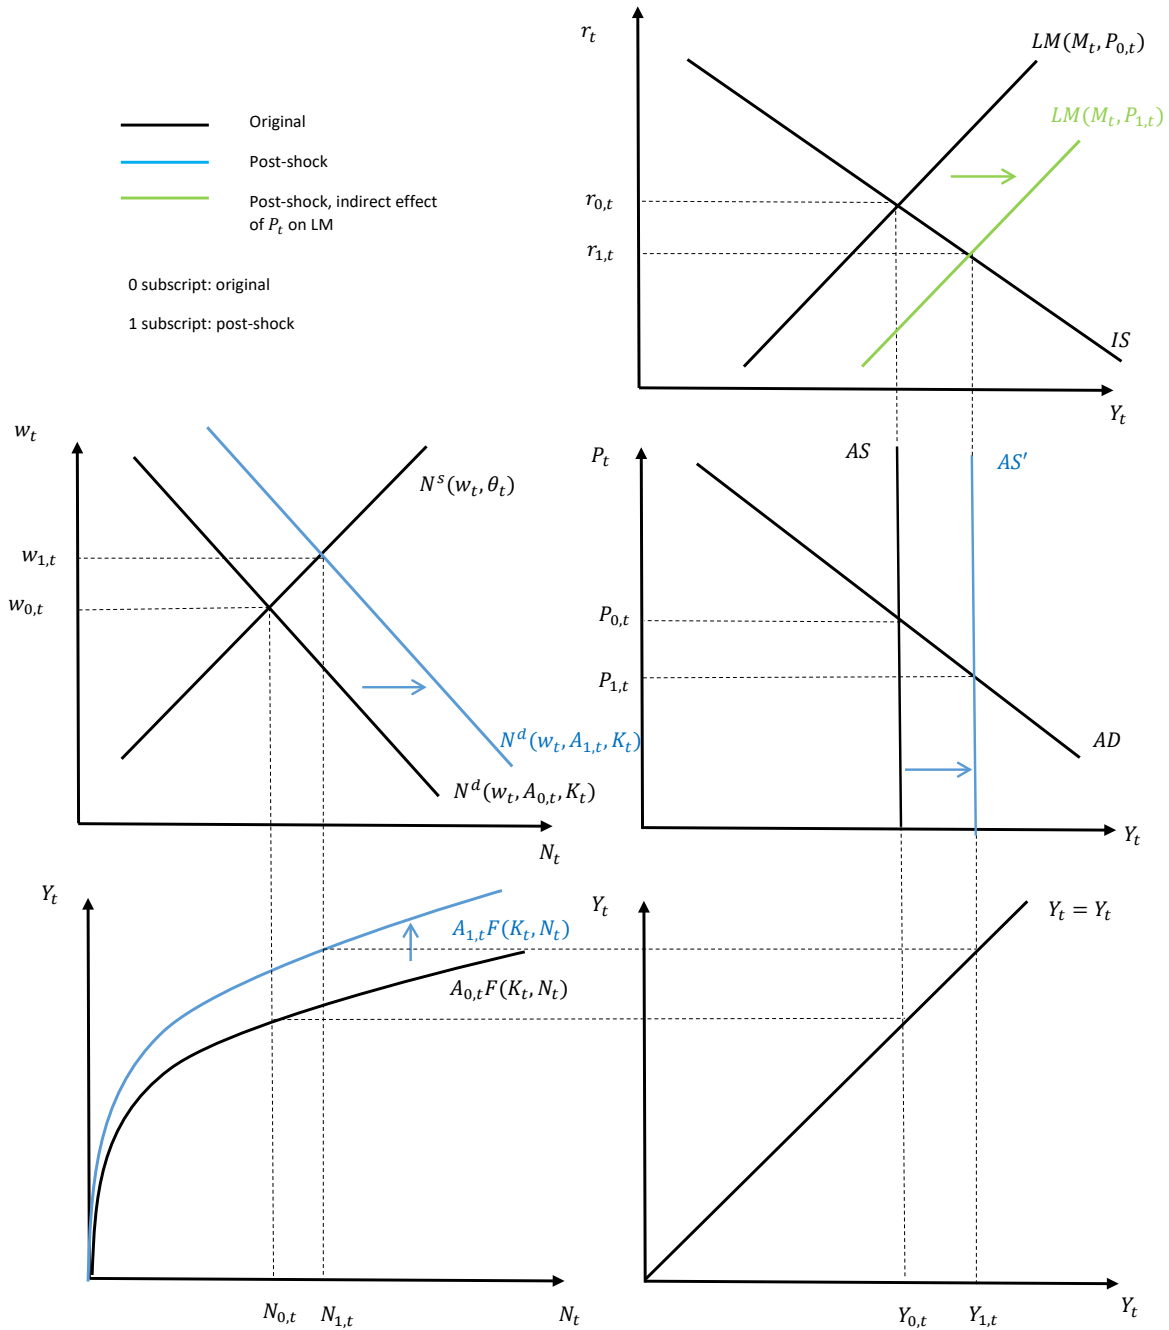 Original
Post-shock
Post-shock, indirect effect
of P_t on LM
0 subscript: original
1 subscript: post-shock
r_t
LM(M_t, P_{0,t})
LM(M_t, P_{1,t})
r_{0,t}
r_{1,t}
IS
Y_t
w_t
N^s(w_t, θ_t)
w_{1,t}
w_{0,t}
N^d(w_t, A_{1,t}, K_t)
N^d(w_t, A_{0,t}, K_t)
N_t
P_t
AS
AS′
P_{0,t}
P_{1,t}
AD
Y_t
Y_t
A_{1,t}F(K_t, N_t)
A_{0,t}F(K_t, N_t)
N_{0,t}
N_{1,t}
N_t
Y_t
Y_t = Y_t
Y_{0,t}
Y_{1,t}
Y_t